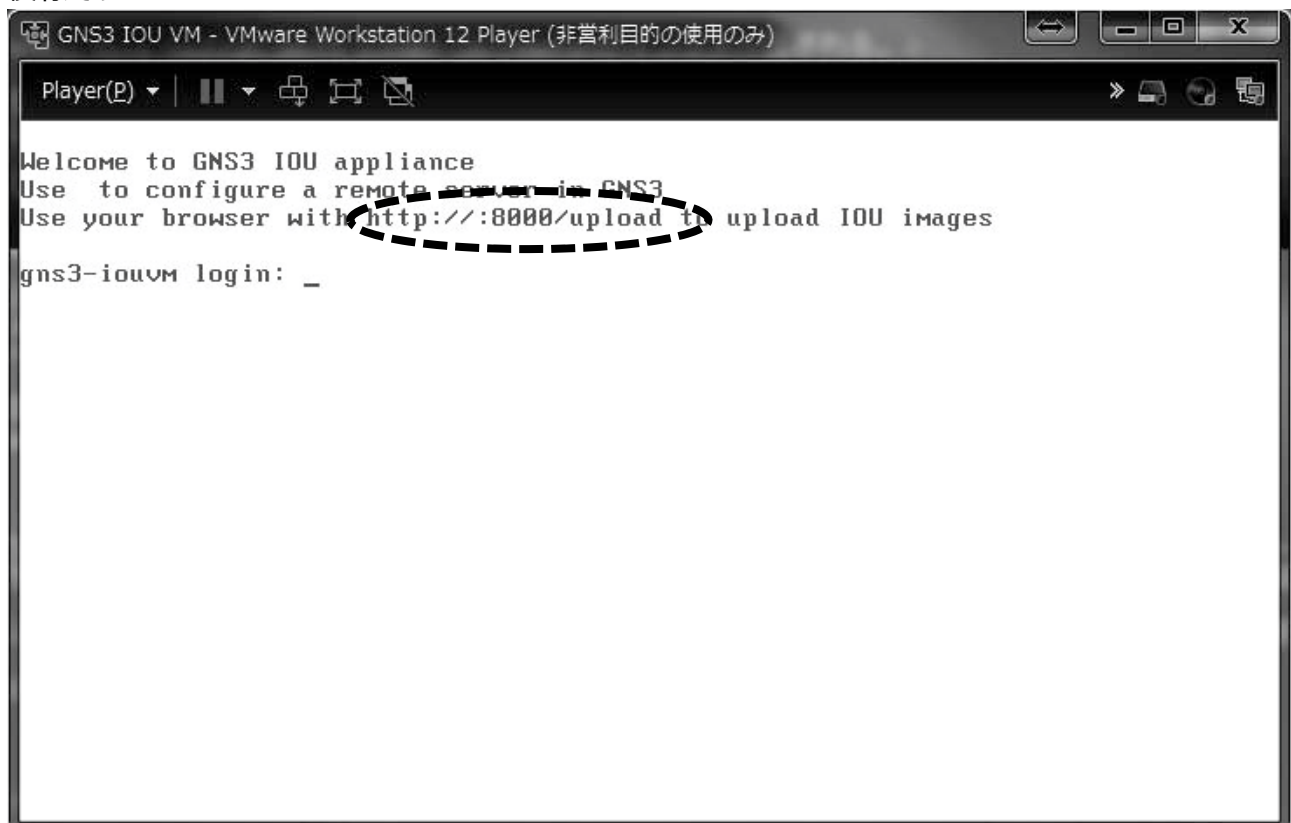 GNS3 IOU VM - VMware Workstation 12 Player (非営利目的の使用のみ)
Player(P)
Welcome to GNS3 IOU appliance
Use  to configure a remote server in GNS3
Use your browser with http://:8000/upload to upload IOU images
gns3-iouvm login: _